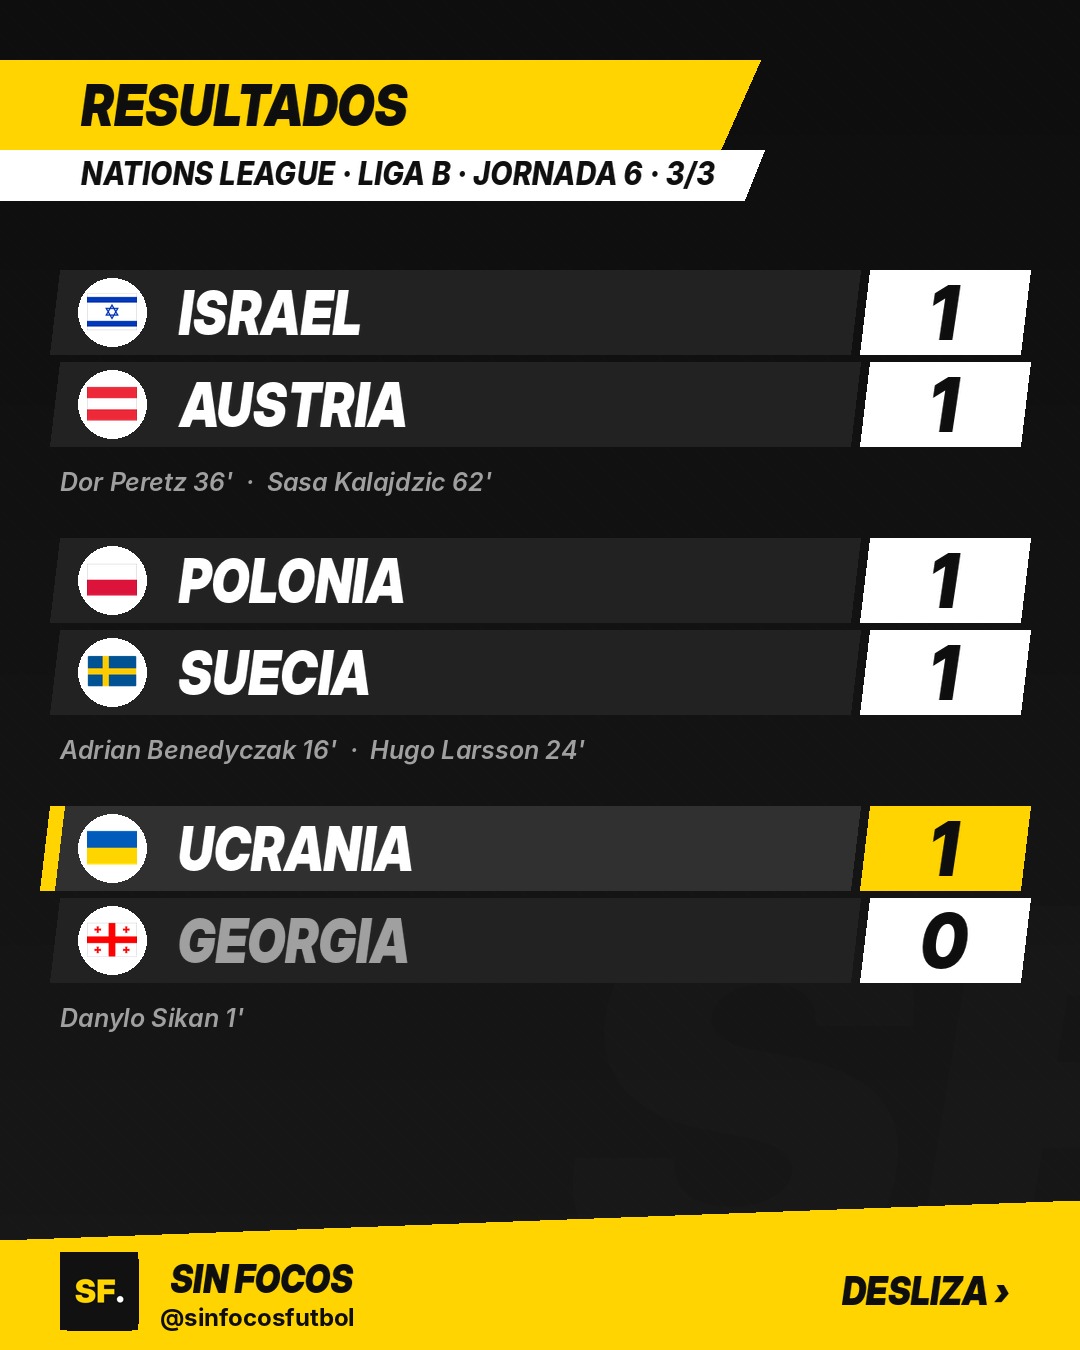 RESULTADOS
NATIONS LEAGUE · LIGA B · JORNADA 6 · 3/3
ISRAEL 1
AUSTRIA 1
Dor Peretz 36' · Sasa Kalajdzic 62'
POLONIA 1
SUECIA 1
Adrian Benedyczak 16' · Hugo Larsson 24'
UCRANIA 1
GEORGIA 0
Danylo Sikan 1'
SF
SF.
SIN FOCOS
@sinfocosfutbol
DESLIZA ›